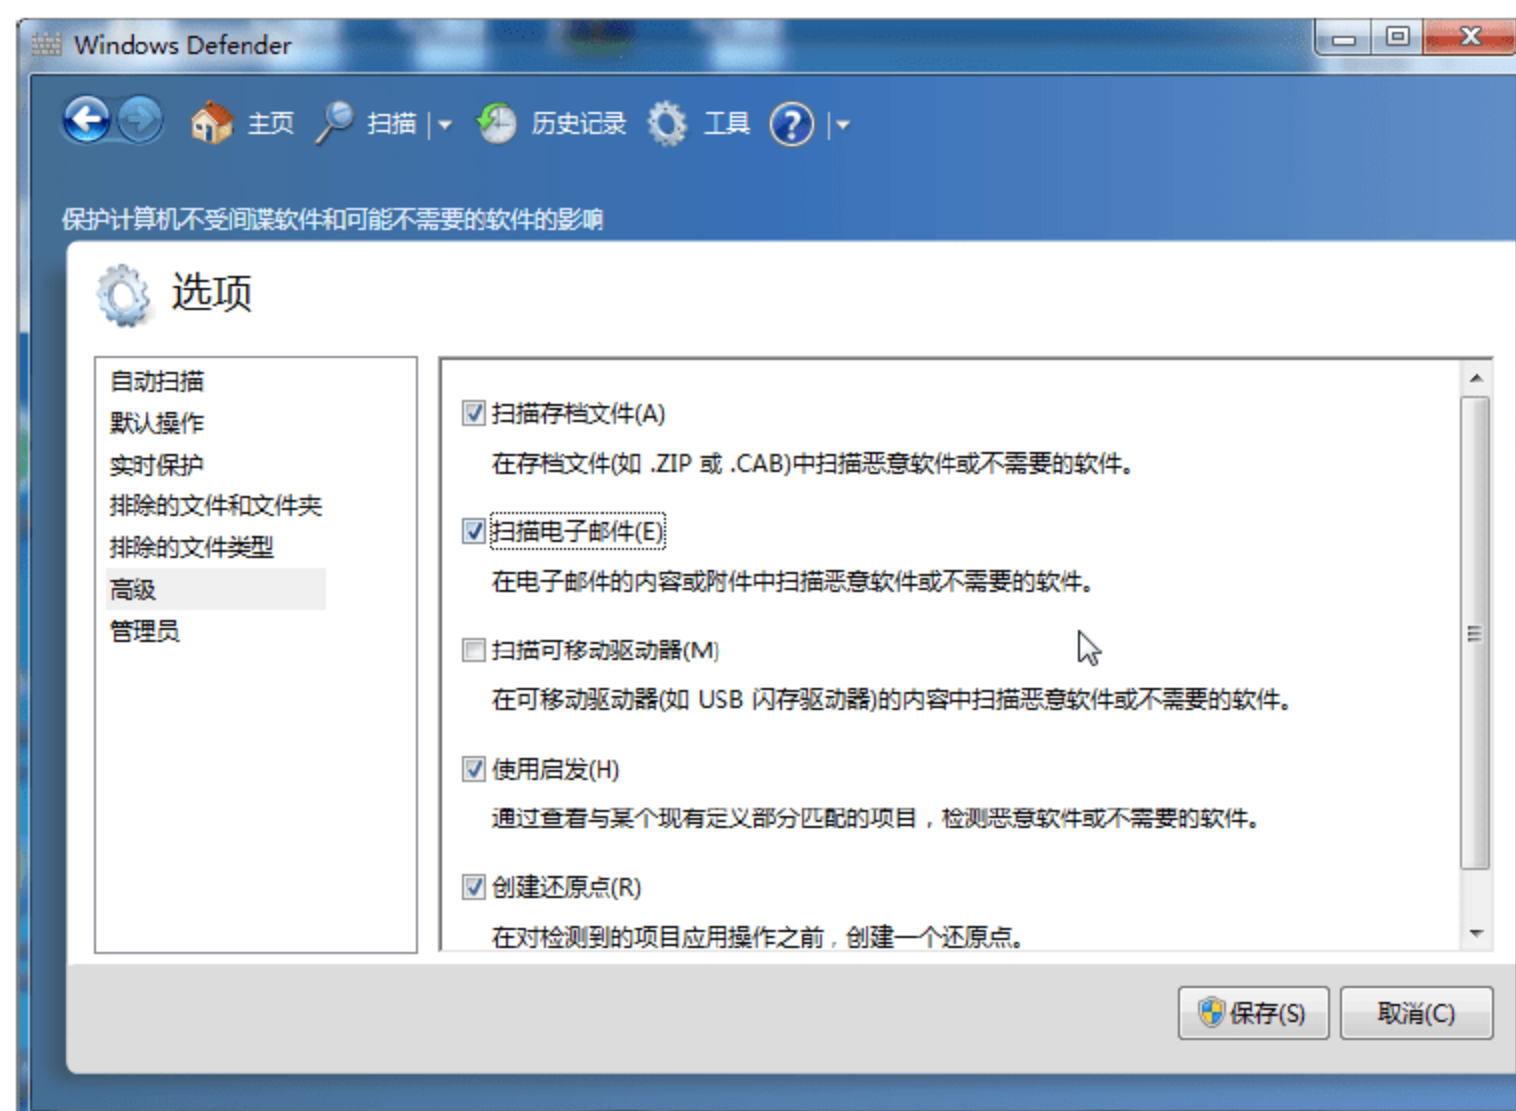 Windows Defender
主页 扫描 历史记录 工具
保护计算机不受间谍软件和可能不需要的软件的影响
选项
自动扫描
默认操作
实时保护
排除的文件和文件夹
排除的文件类型
高级
管理员
扫描存档文件(A)
在存档文件(如 .ZIP 或 .CAB)中扫描恶意软件或不需要的软件。
扫描电子邮件(E)
在电子邮件的内容或附件中扫描恶意软件或不需要的软件。
扫描可移动驱动器(M)
在可移动驱动器(如 USB 闪存驱动器)的内容中扫描恶意软件或不需要的软件。
使用启发(H)
通过查看与某个现有定义部分匹配的项目，检测恶意软件或不需要的软件。
创建还原点(R)
在对检测到的项目应用操作之前，创建一个还原点。
保存(S) 取消(C)